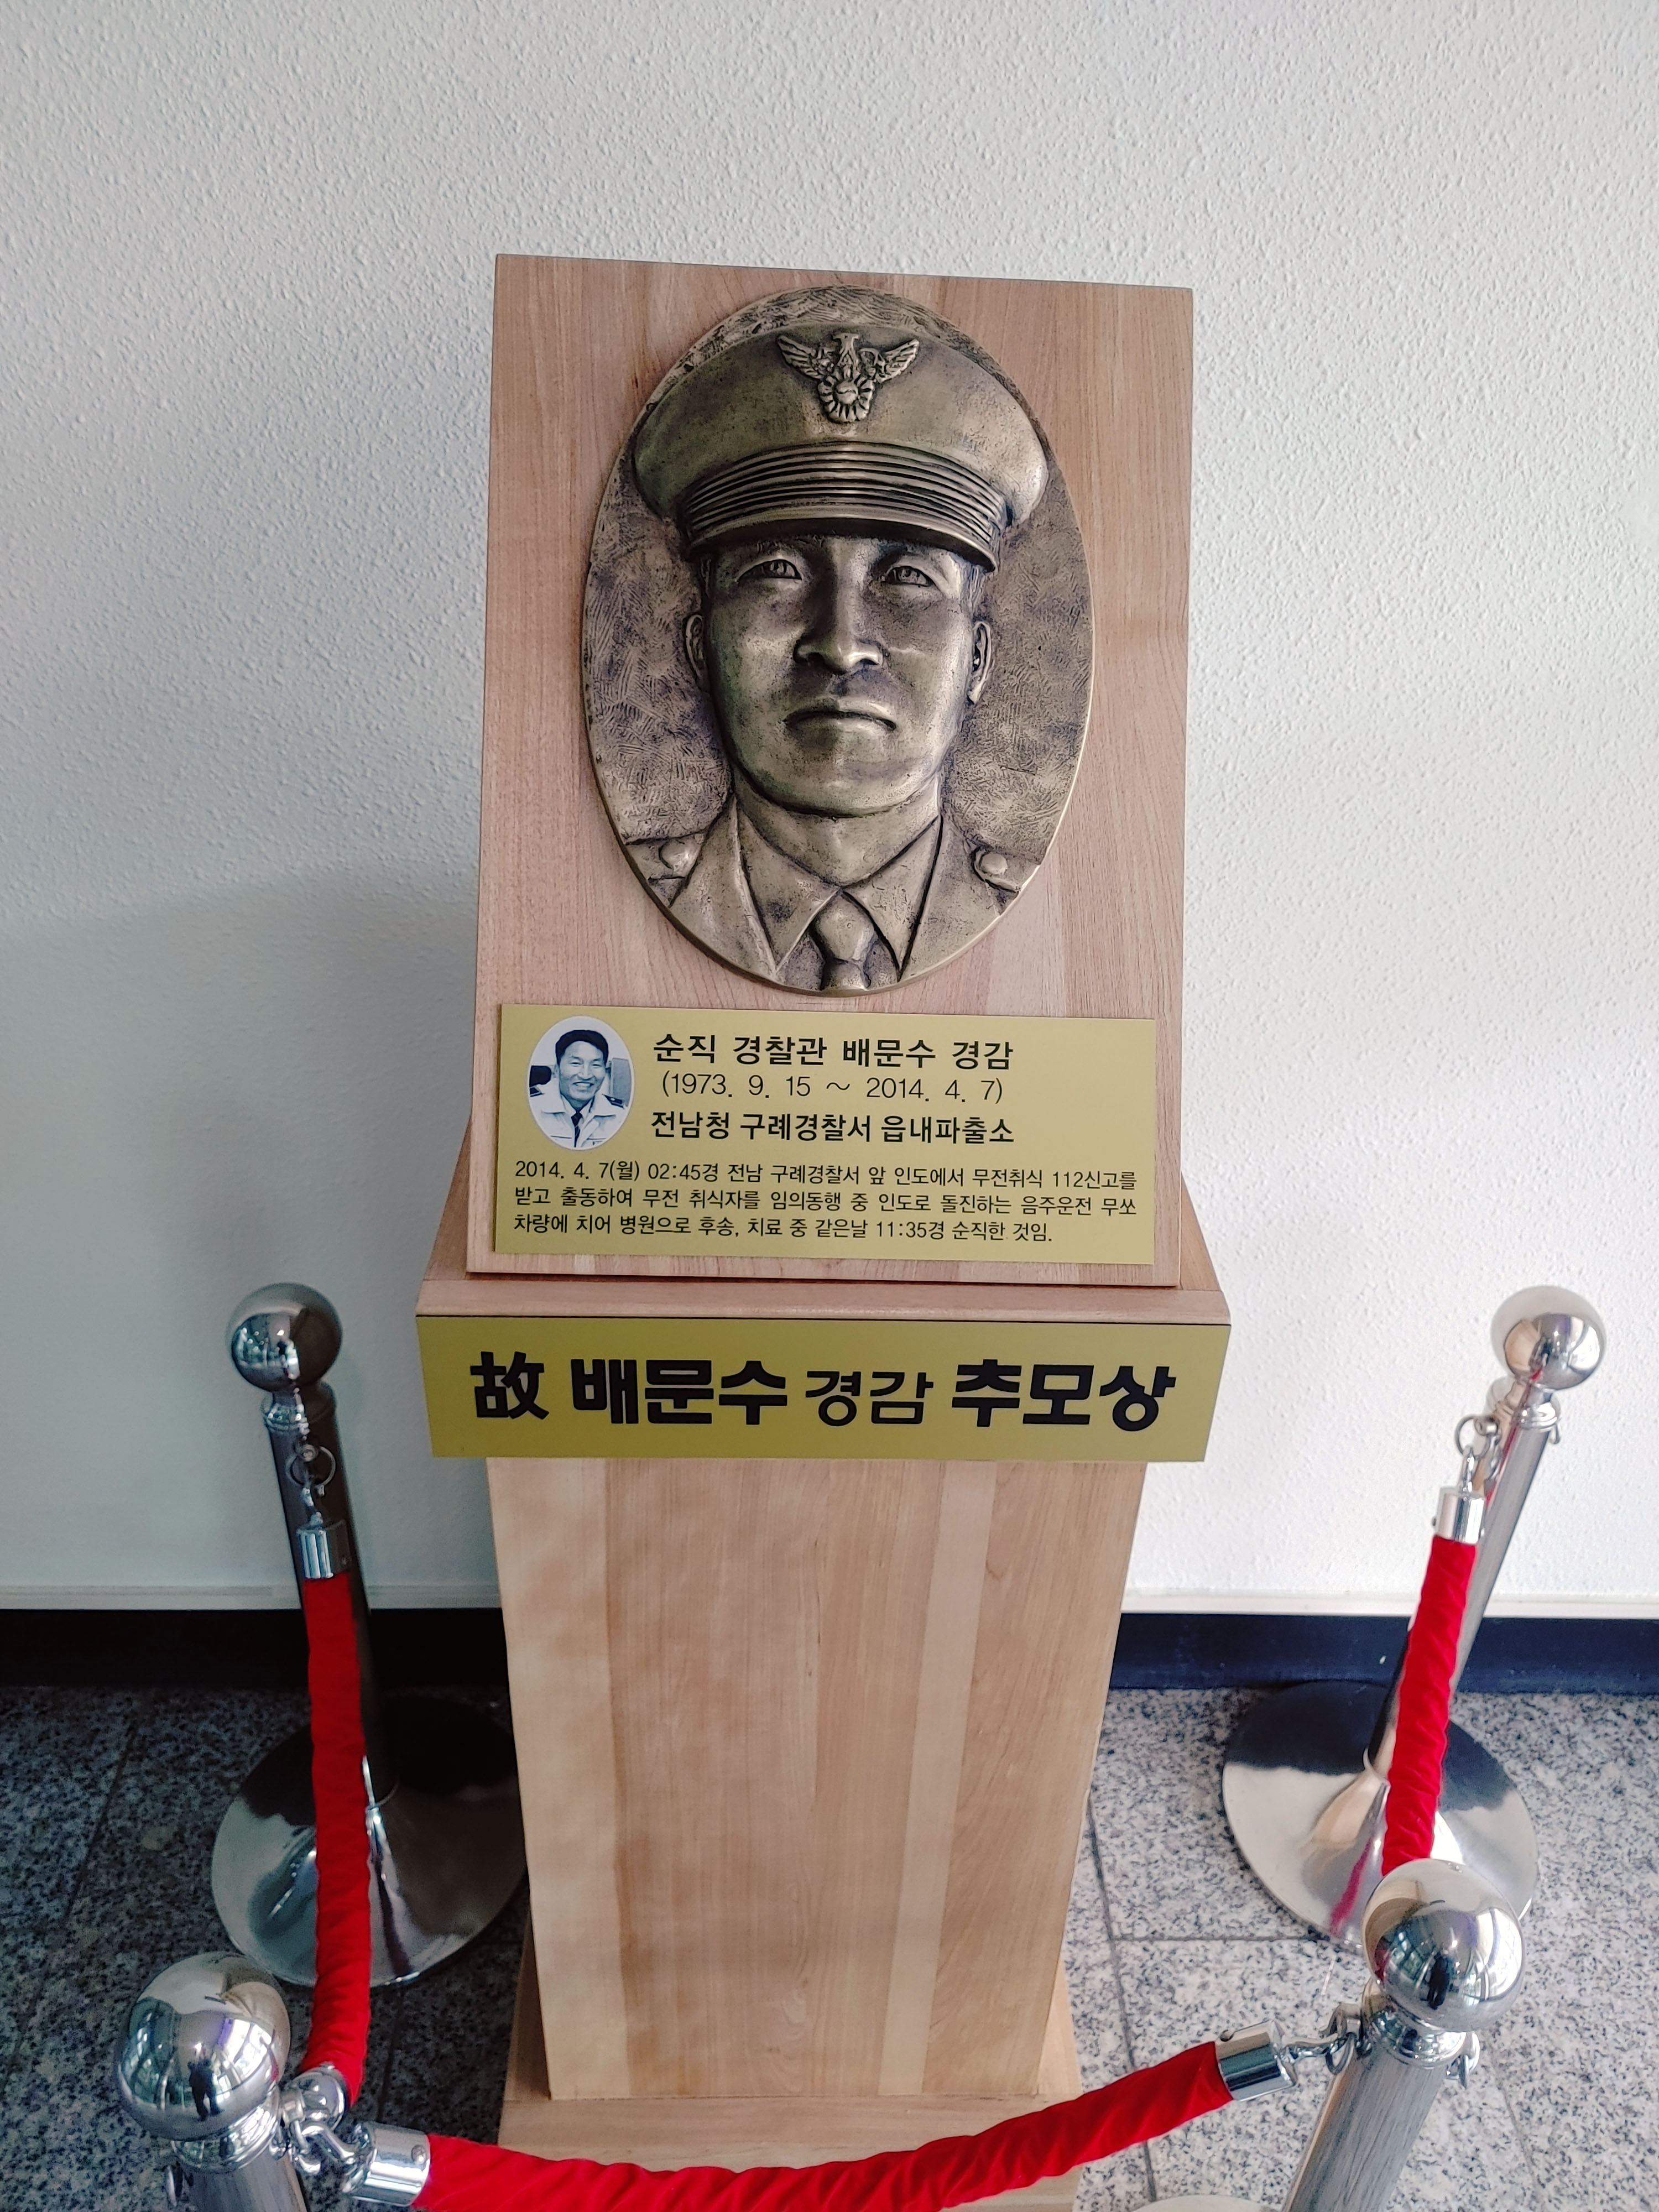 순직 경찰관 배문수 경감
(1973. 9. 15 ~ 2014. 4. 7)
전남청 구례경찰서 읍내파출소
2014. 4. 7(월) 02:45경 전남 구례경찰서 앞 인도에서 무전취식 112신고를
받고 출동하여 무전 취식자를 임의동행 중 인도로 돌진하는 음주운전 무쏘
차량에 치어 병원으로 후송, 치료 중 같은날 11:35경 순직한 것임.
故 배문수 경감 추모상